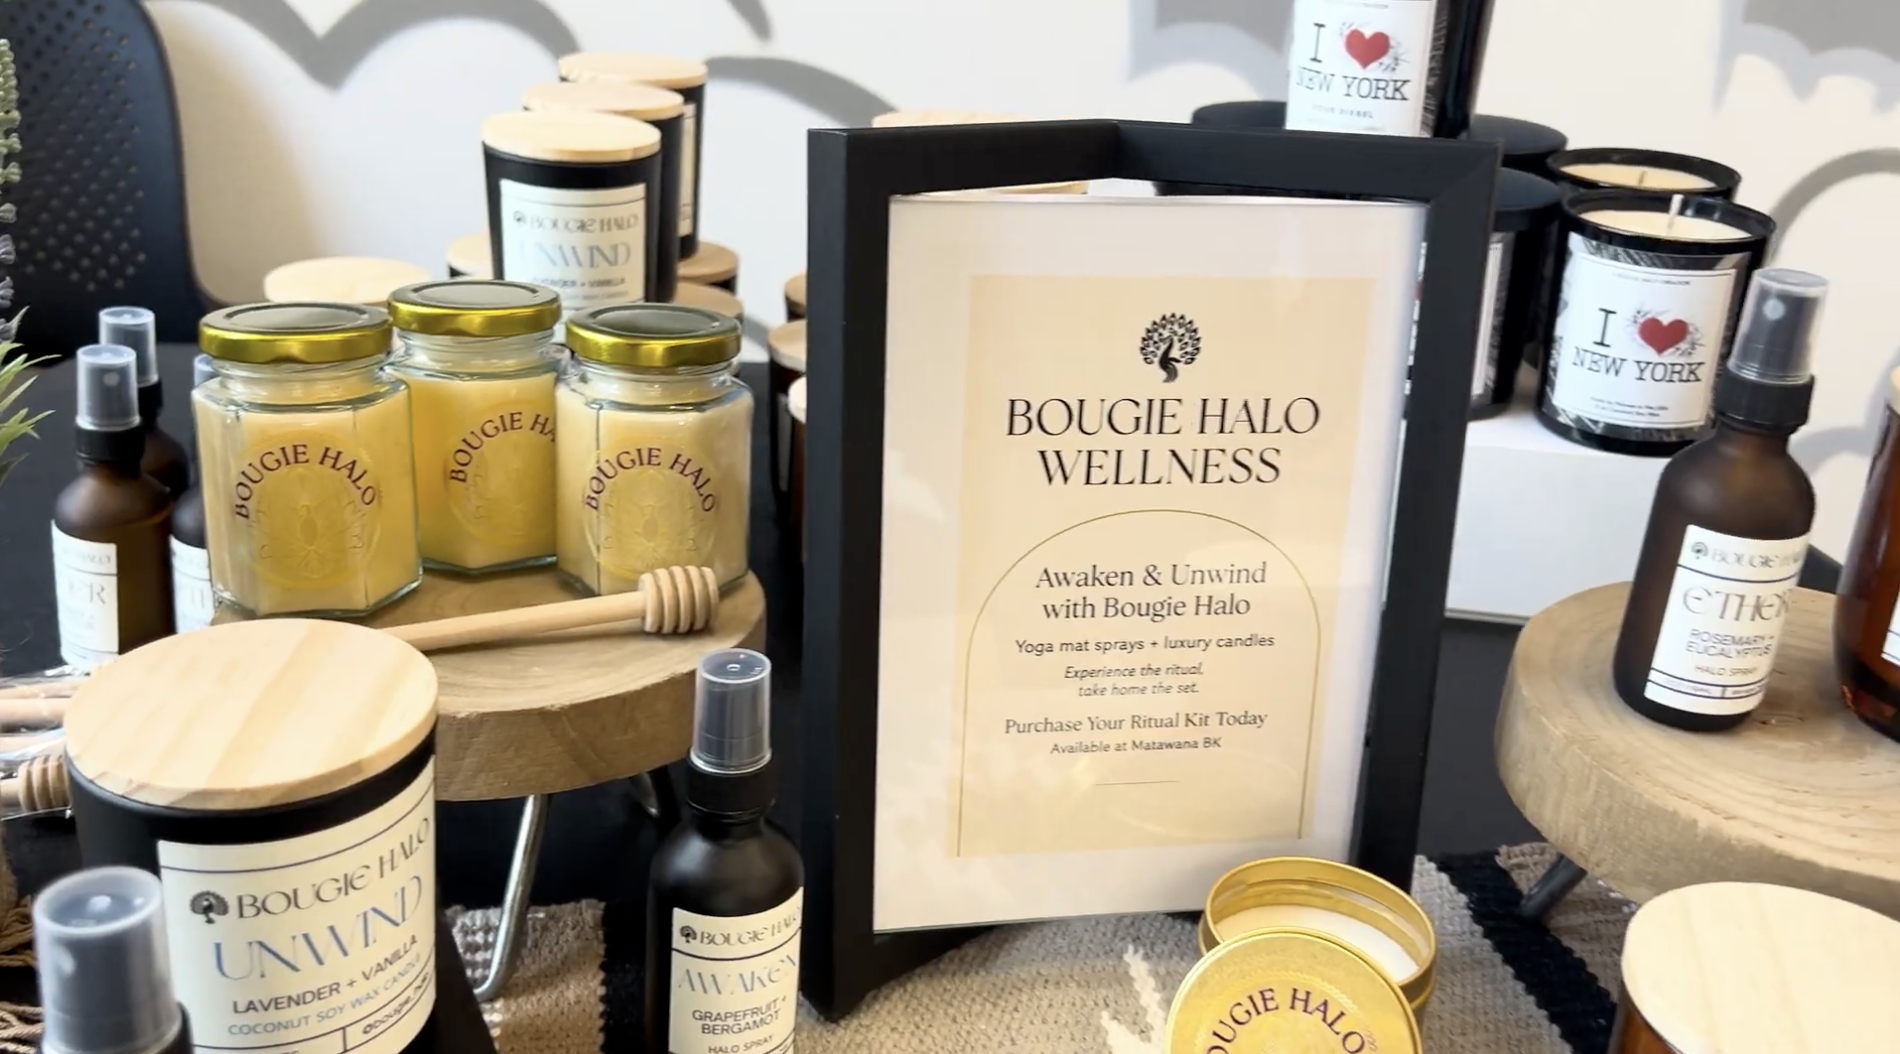 I ❤ NEW YORK
BOUGIE HALO
UNWIND
BOUGIE HALO
BOUGIE HA
BOUGIE HALO
BOUGIE HALO
WELLNESS
Awaken & Unwind
with Bougie Halo
Yoga mat sprays + luxury candles
Experience the ritual,
take home the set.
Purchase Your Ritual Kit Today
Available at Matawana BK
I ❤
NEW YORK
BOUGIE HALO
ETHER
ROSEMARY +
EUCALYPTUS
HALO SPRAY
BOUGIE HALO
UNWIND
LAVENDER + VANILLA
COCONUT SOY WAX CANDLE
BOUGIE HALO
AWAKEN
GRAPEFRUIT +
BERGAMOT
HALO SPRAY
BOUGIE HALO